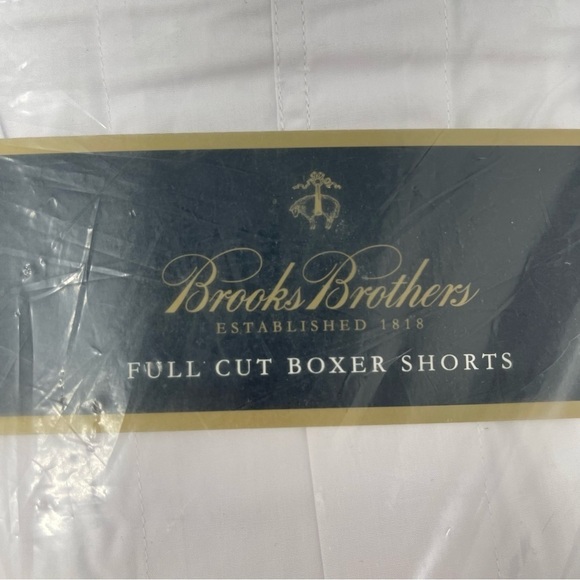 Brooks Brothers
ESTABLISHED 1818
FULL CUT BOXER SHORTS